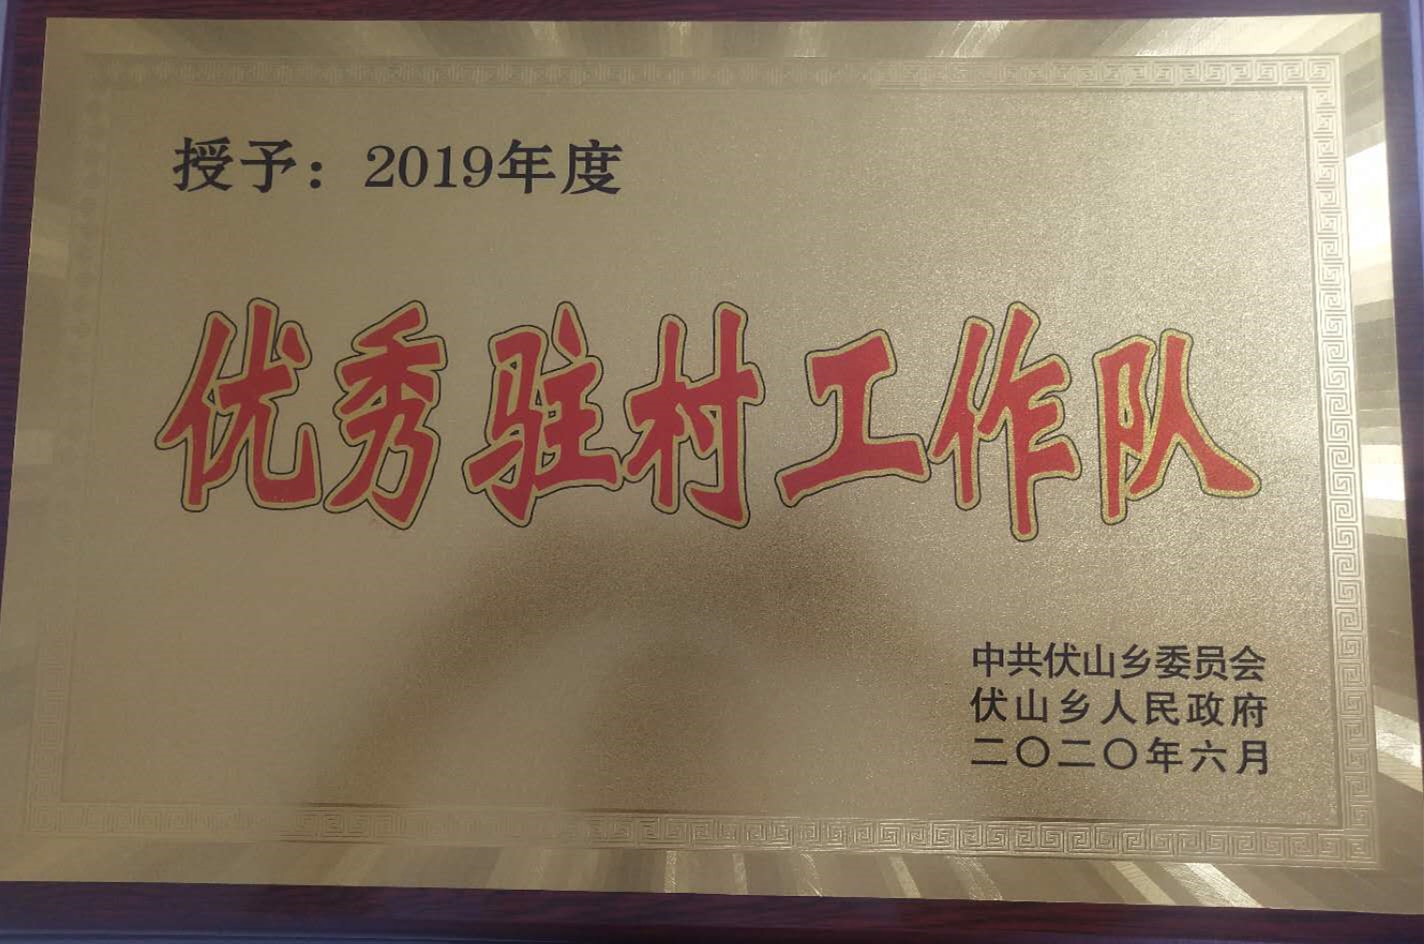 授予：2019年度
优秀驻村工作队
中共伏山乡委员会
伏山乡人民政府
二〇二〇年六月